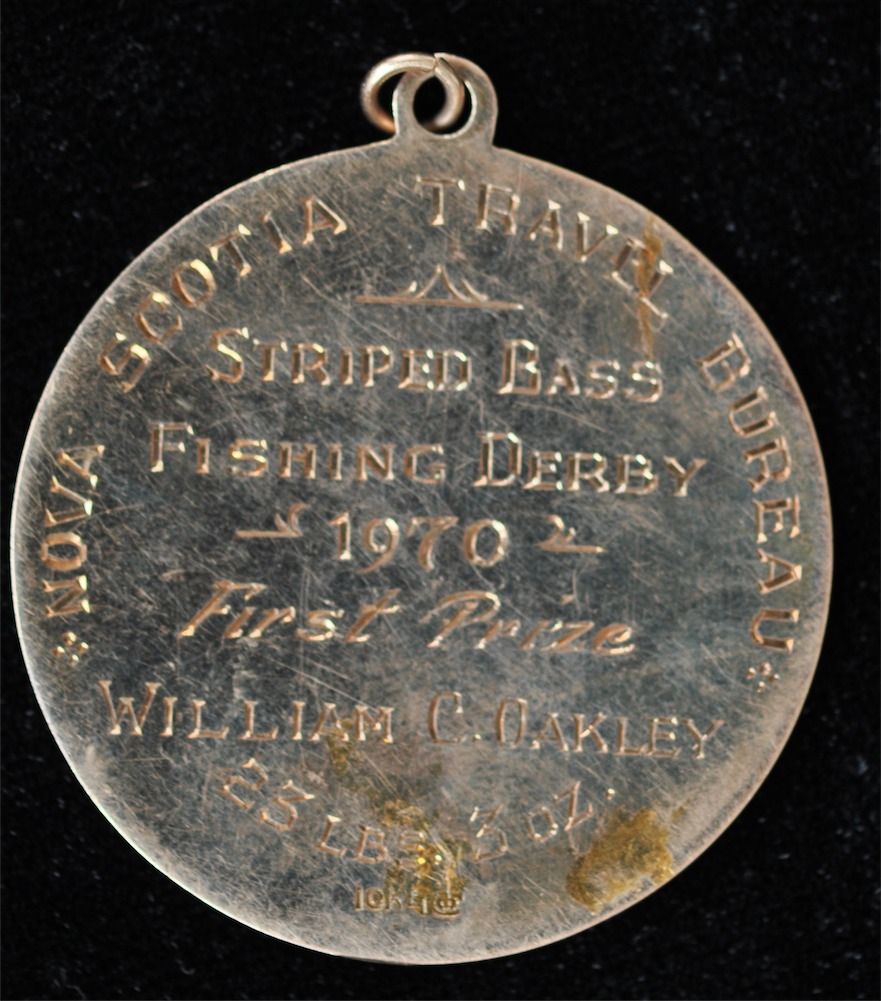 NOVA SCOTIA TRAVEL BUREAU
STRIPED BASS
FISHING DERBY
1970
First Prize
WILLIAM C. OAKLEY
23 LBS. 3 OZ.
10K